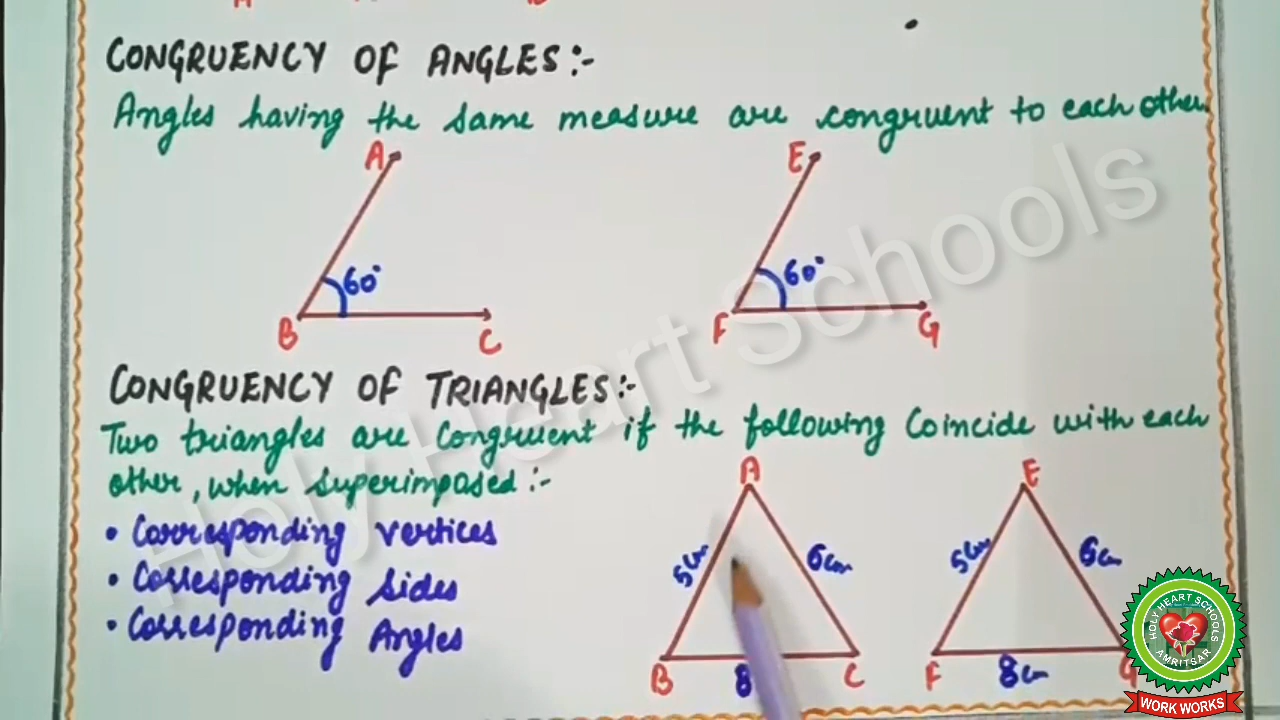 CONGRUENCY OF ANGLES:-
Angles having the same measure are congruent to each other.
A
E
60°
60°
B
C
F
G
CONGRUENCY OF TRIANGLES:-
Two triangles are congruent if the following Coincide with each
other, when superimposed:-
A
E
• Corresponding vertices
• Corresponding Sides
• Corresponding Angles
5cm
6cm
5cm
6cm
B
8
C
F
8cm
G
Holy Heart Schools
HOLY HEART SCHOOLS
AMRITSAR
WORK WORKS